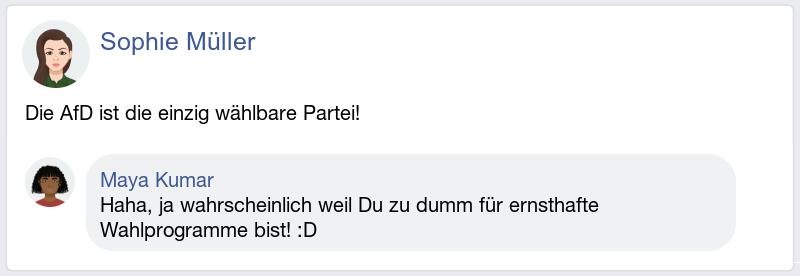 Sophie Müller
Die AfD ist die einzig wählbare Partei!
Maya Kumar
Haha, ja wahrscheinlich weil Du zu dumm für ernsthafte
Wahlprogramme bist! :D